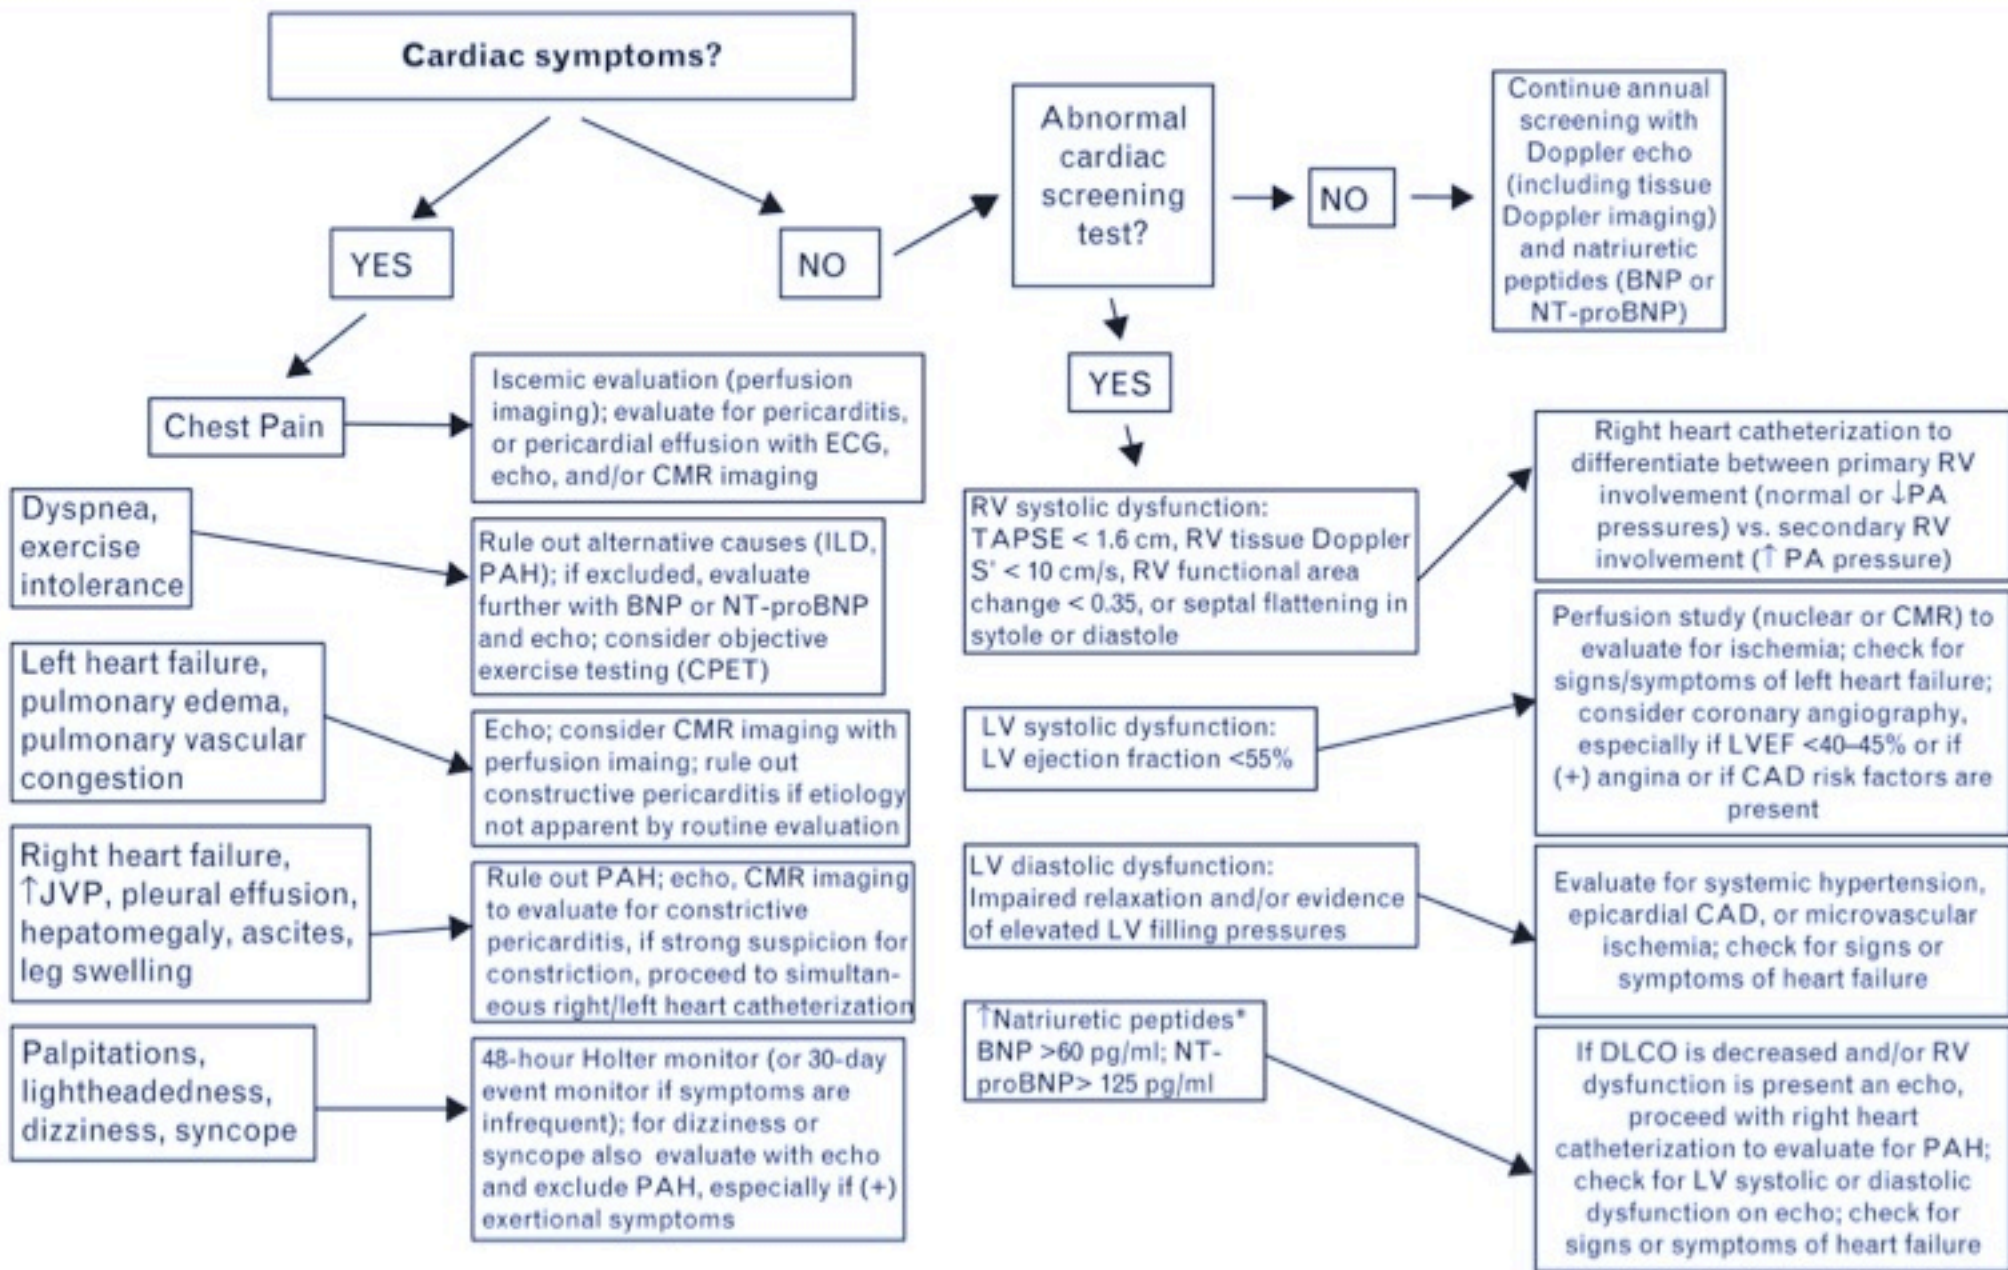 Cardiac symptoms?
YES
NO
Abnormal
cardiac
screening
test?
NO
Continue annual
screening with
Doppler echo
(including tissue
Doppler imaging)
and natriuretic
peptides (BNP or
NT-proBNP)
YES
Chest Pain
Iscemic evaluation (perfusion
imaging); evaluate for pericarditis,
or pericardial effusion with ECG,
echo, and/or CMR imaging
Dyspnea,
exercise
intolerance
Rule out alternative causes (ILD,
PAH); if excluded, evaluate
further with BNP or NT-proBNP
and echo; consider objective
exercise testing (CPET)
Left heart failure,
pulmonary edema,
pulmonary vascular
congestion
Echo; consider CMR imaging with
perfusion imaing; rule out
constructive pericarditis if etiology
not apparent by routine evaluation
Right heart failure,
↑JVP, pleural effusion,
hepatomegaly, ascites,
leg swelling
Rule out PAH; echo, CMR imaging
to evaluate for constrictive
pericarditis, if strong suspicion for
constriction, proceed to simultan-
eous right/left heart catheterization
Palpitations,
lightheadedness,
dizziness, syncope
48-hour Holter monitor (or 30-day
event monitor if symptoms are
infrequent); for dizziness or
syncope also evaluate with echo
and exclude PAH, especially if (+)
exertional symptoms
RV systolic dysfunction:
TAPSE < 1.6 cm, RV tissue Doppler
S' < 10 cm/s, RV functional area
change < 0.35, or septal flattening in
sytole or diastole
Right heart catheterization to
differentiate between primary RV
involvement (normal or ↓PA
pressures) vs. secondary RV
involvement (↑ PA pressure)
LV systolic dysfunction:
LV ejection fraction <55%
Perfusion study (nuclear or CMR) to
evaluate for ischemia; check for
signs/symptoms of left heart failure;
consider coronary angiography,
especially if LVEF <40–45% or if
(+) angina or if CAD risk factors are
present
LV diastolic dysfunction:
Impaired relaxation and/or evidence
of elevated LV filling pressures
Evaluate for systemic hypertension,
epicardial CAD, or microvascular
ischemia; check for signs or
symptoms of heart failure
↑Natriuretic peptides*
BNP >60 pg/ml; NT-
proBNP> 125 pg/ml
If DLCO is decreased and/or RV
dysfunction is present an echo,
proceed with right heart
catheterization to evaluate for PAH;
check for LV systolic or diastolic
dysfunction on echo; check for
signs or symptoms of heart failure